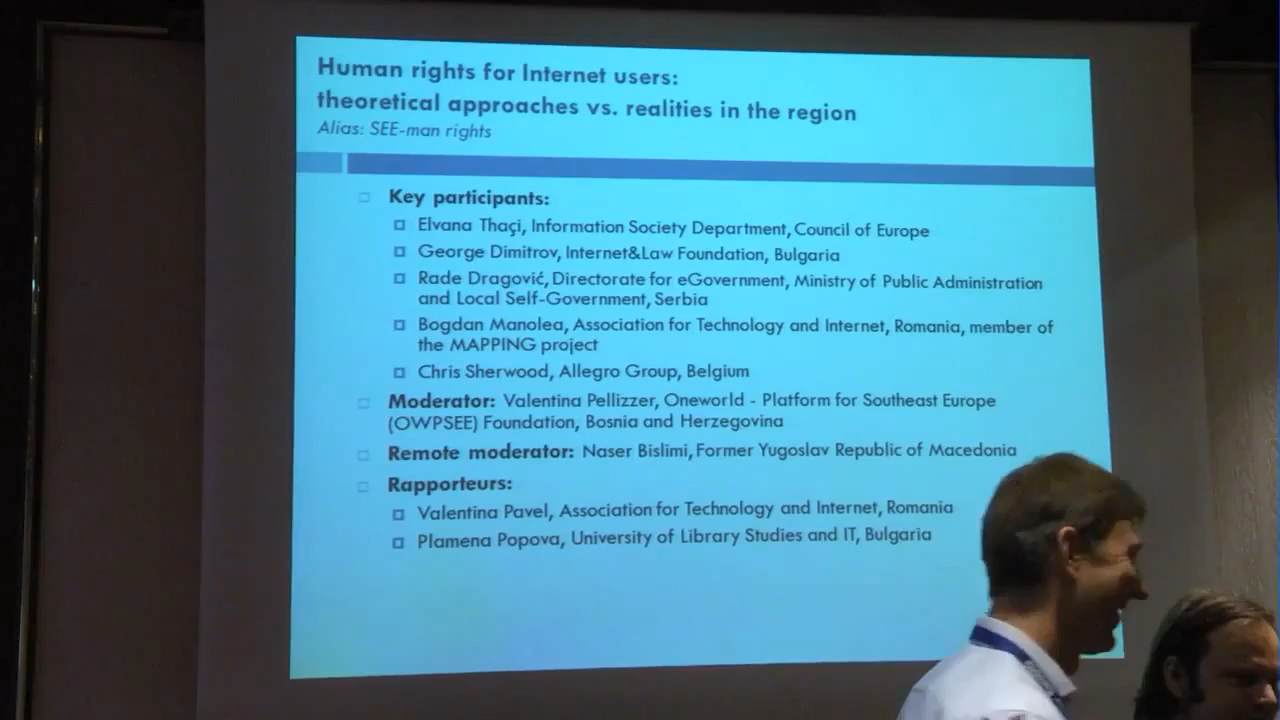 Human rights for Internet users:
theoretical approaches vs. realities in the region
Alias: SEE-man rights
Key participants:
Elvana Thaçi, Information Society Department, Council of Europe
George Dimitrov, Internet&Law Foundation, Bulgaria
Rade Dragović, Directorate for eGovernment, Ministry of Public Administration
and Local Self-Government, Serbia
Bogdan Manolea, Association for Technology and Internet, Romania, member of
the MAPPING project
Chris Sherwood, Allegro Group, Belgium
Moderator: Valentina Pellizzer, Oneworld - Platform for Southeast Europe
(OWPSEE) Foundation, Bosnia and Herzegovina
Remote moderator: Naser Bislimi, Former Yugoslav Republic of Macedonia
Rapporteurs:
Valentina Pavel, Association for Technology and Internet, Romania
Plamena Popova, University of Library Studies and IT, Bulgaria